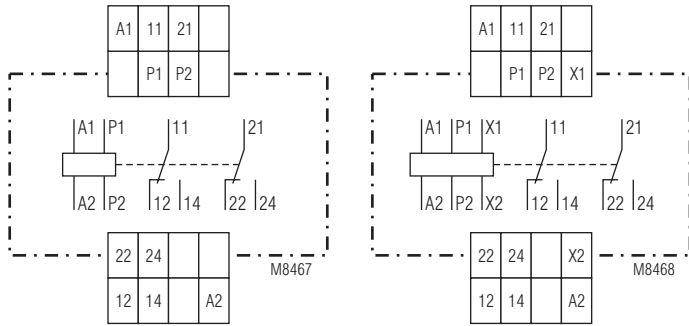 A1 11 21
P1 P2
A1 P1 11 21
A2 P2 12 14 22 24
22 24
M8467
12 14 A2
A1 11 21
P1 P2 X1
A1 P1 X1 11 21
A2 P2 X2 12 14 22 24
22 24 X2
M8468
12 14 A2